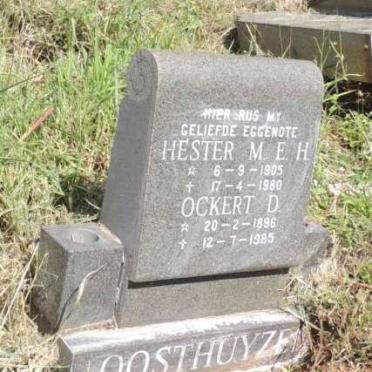 HIER RUS MY
GELIEFDE EGGENOTE
HESTER M. E. H.
☆ 6-9-1905
✝ 17-4-1980
OCKERT D.
☆ 20-2-1896
✝ 12-7-1985
OOSTHUYZE